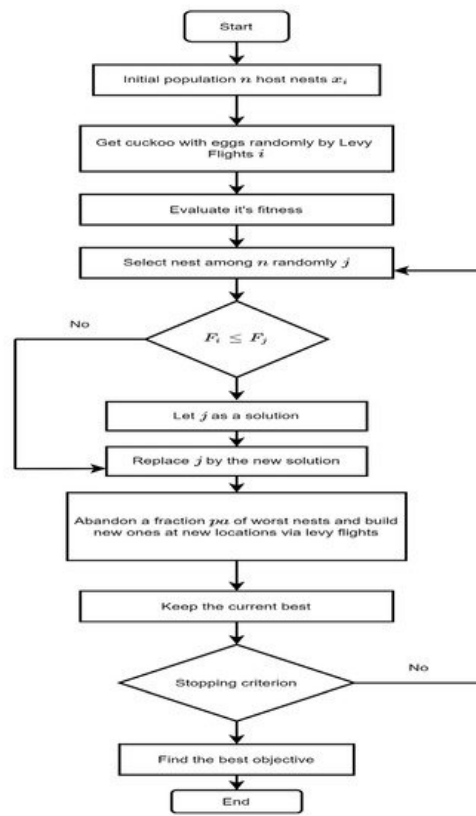 Start
Initial population n host nests xᵢ
Get cuckoo with eggs randomly by Levy
Flights i
Evaluate it's fitness
Select nest among n randomly j
No
Fᵢ ≤ Fⱼ
Let j as a solution
Replace j by the new solution
Abandon a fraction pa of worst nests and build
new ones at new locations via levy flights
Keep the current best
No
Stopping criterion
Find the best objective
End